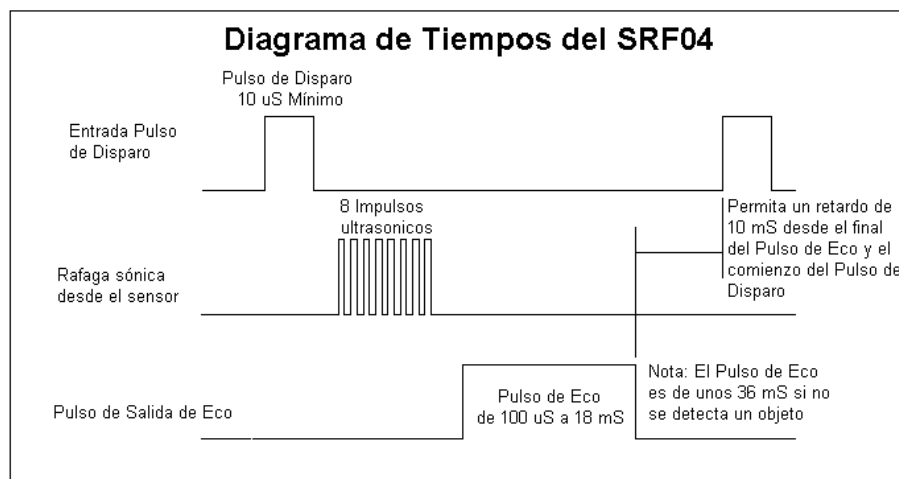 Diagrama de Tiempos del SRF04
Pulso de Disparo
10 uS Mínimo
Entrada Pulso
de Disparo
8 Impulsos
ultrasonicos
Permita un retardo de
10 mS desde el final
del Pulso de Eco y el
comienzo del Pulso de
Disparo
Rafaga sónica
desde el sensor
Pulso de Salida de Eco
Pulso de Eco
de 100 uS a 18 mS
Nota: El Pulso de Eco
es de unos 36 mS si no
se detecta un objeto